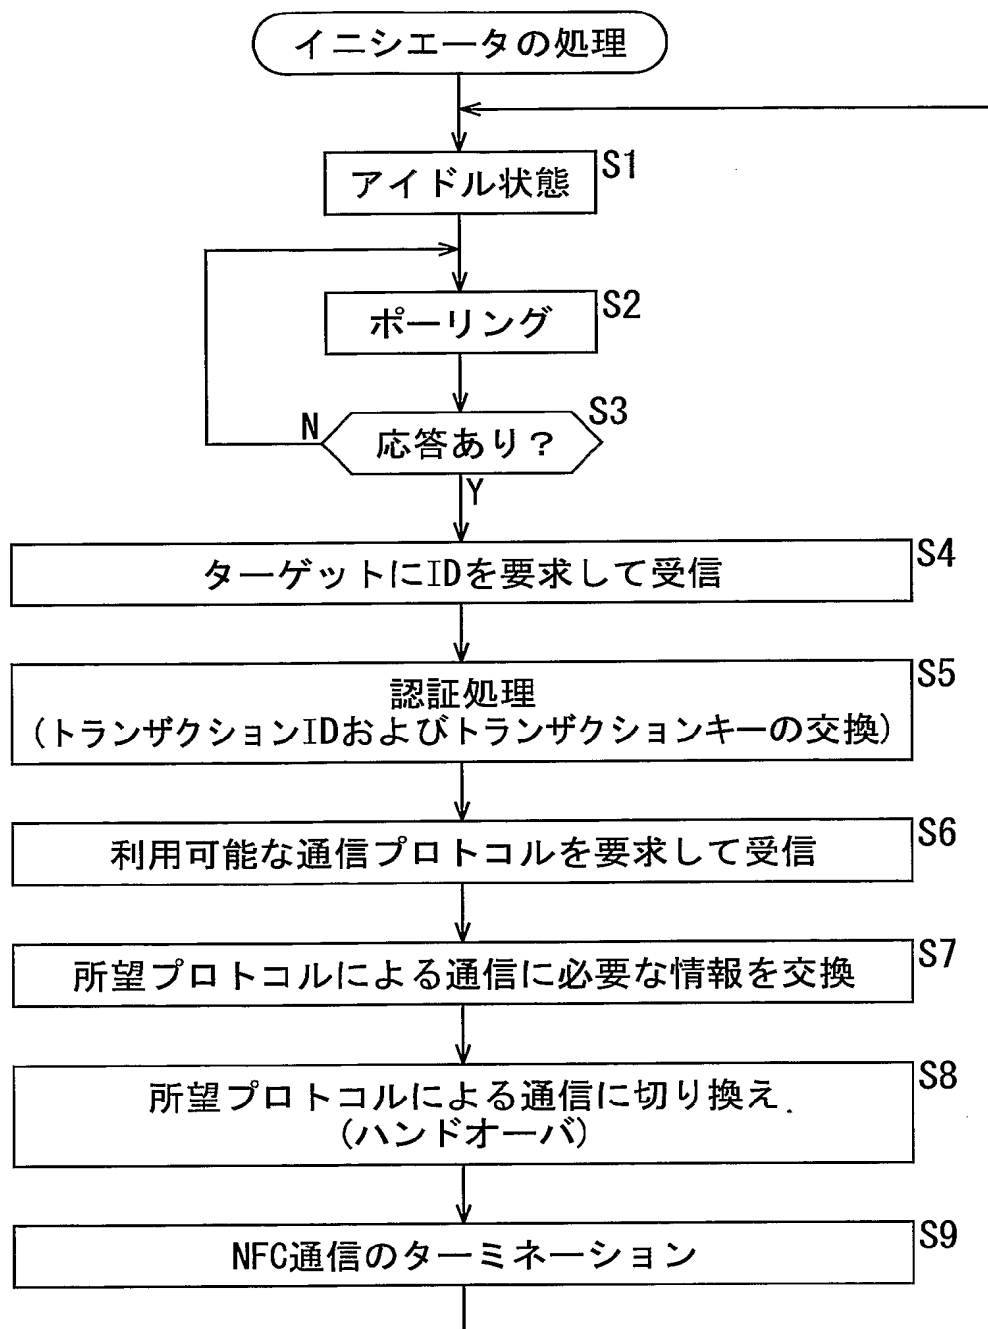 イニシエータの処理
アイドル状態
S1
ポーリング
S2
応答あり？
S3
N
Y
ターゲットにIDを要求して受信
S4
認証処理
S5
(トランザクションIDおよびトランザクションキーの交換)
利用可能な通信プロトコルを要求して受信
S6
所望プロトコルによる通信に必要な情報を交換
S7
所望プロトコルによる通信に切り換え
S8
(ハンドオーバ)
NFC通信のターミネーション
S9